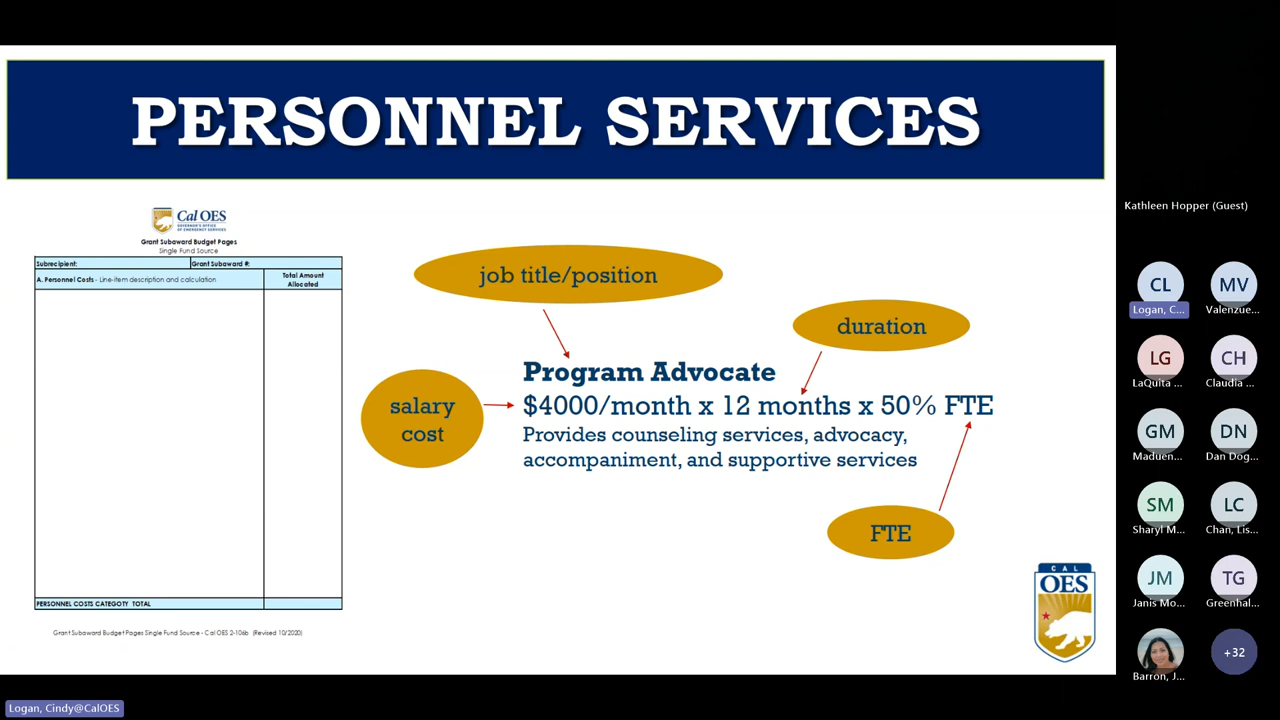 PERSONNEL SERVICES
Cal OES
GOVERNOR'S OFFICE
OF EMERGENCY SERVICES
Grant Subaward Budget Pages
Single Fund Source
Subrecipient:
Grant Subaward #:
A. Personnel Costs - Line-item description and calculation
Total Amount
Allocated
PERSONNEL COSTS CATEGOTY TOTAL
Grant Subaward Budget Pages Single Fund Source - Cal OES 2-106b (Revised 10/2020)
job title/position
duration
salary
cost
Program Advocate
$4000/month x 12 months x 50% FTE
Provides counseling services, advocacy,
accompaniment, and supportive services
FTE
CAL
OES
Kathleen Hopper (Guest)
CL
Logan, C...
MV
Valenzue...
LG
LaQuita ...
CH
Claudia ...
GM
Maduen...
DN
Dan Dog...
SM
Sharyl M...
LC
Chan, Lis...
JM
Janis Mo...
TG
Greenhal...
Barron, J...
+32
Logan, Cindy@CalOES